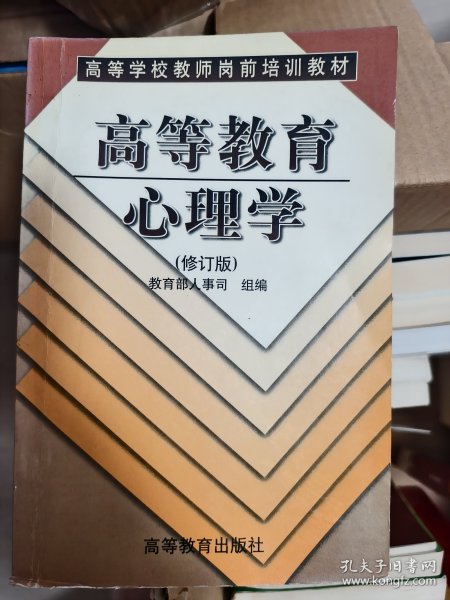 高等学校教师岗前培训教材
高等教育
心理学
(修订版)
教育部人事司 组编
高等教育出版社
孔夫子旧书网
www.kongfz.com